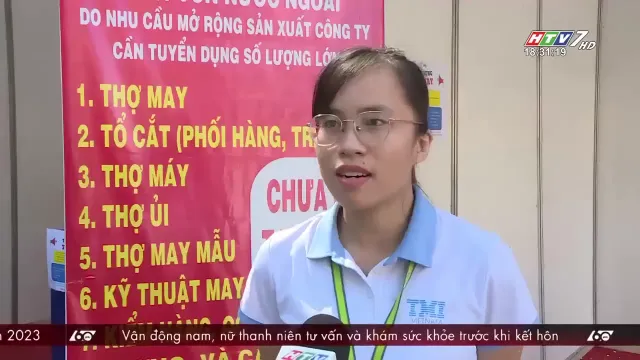 DO NHU CẦU MỞ RỘNG SẢN XUẤT CÔNG TY
CẦN TUYỂN DỤNG SỐ LƯỢNG LỚN
1. THỢ MAY
2. TỔ CẮT (PHỐI HÀNG,
3. THỢ MÁY
4. THỢ ỦI
5. THỢ MAY MẪU
6. KỸ THUẬT MAY
CHƯA
TMI
HTV7 HD
18:31:19
HTV
2023
Vận động nam, nữ thanh niên tư vấn và khám sức khỏe trước khi kết hôn